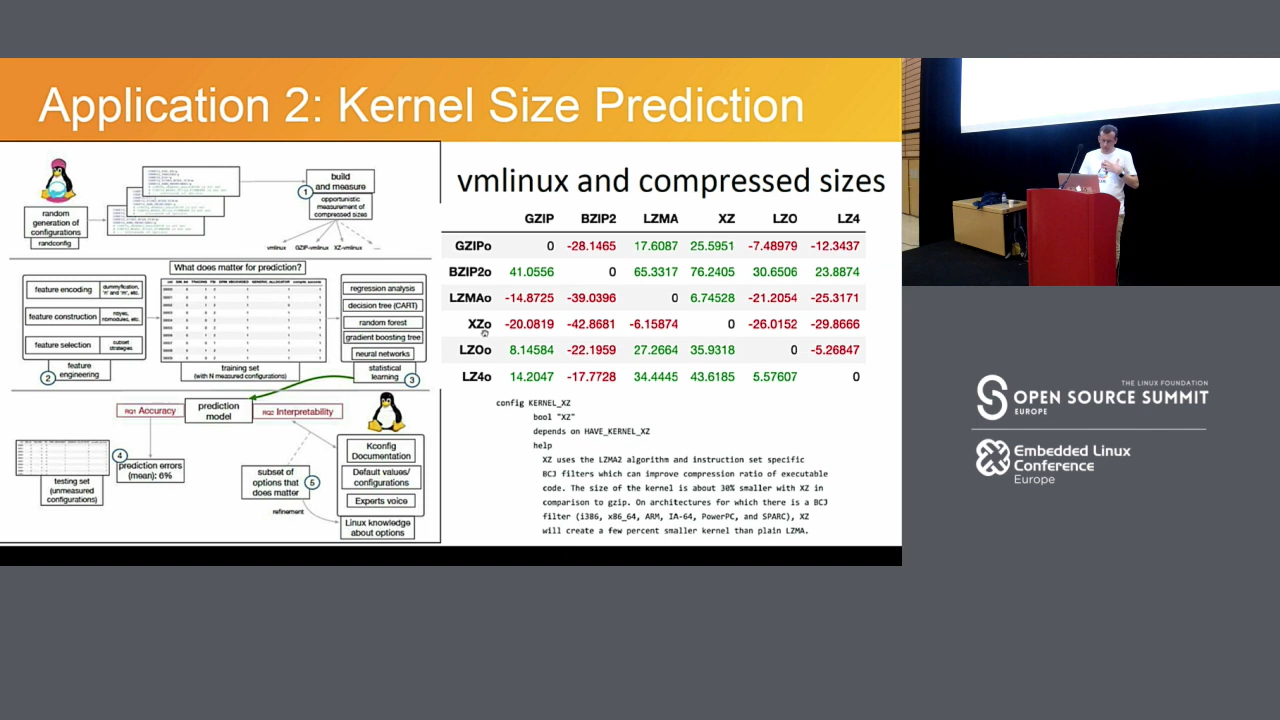 Application 2: Kernel Size Prediction
random
generation of
configurations
randconfig
1
build
and measure
opportunistic
measurement of
compressed sizes
vmlinux GZIP-vmlinux XZ-vmlinux ...
What does matter for prediction?
feature encoding
dummyfication,
'n' and 'm', etc.
feature construction
nbyes,
nbmodules, etc.
feature selection
subset
strategies
2
feature
engineering
training set
(with N measured configurations)
regression analysis
decision tree (CART)
random forest
gradient boosting tree
neural networks
statistical
learning
3
RQ1 Accuracy
prediction
model
RQ2 Interpretability
4
prediction errors
(mean): 6%
testing set
(unmeasured
configurations)
subset of
options that
does matter
5
refinement
Kconfig
Documentation
Default values/
configurations
Experts voice
Linux knowledge
about options
vmlinux and compressed sizes
GZIP BZIP2 LZMA XZ LZO LZ4
GZIPo 0 -28.1465 17.6087 25.5951 -7.48979 -12.3437
BZIP2o 41.0556 0 65.3317 76.2405 30.6506 23.8874
LZMAo -14.8725 -39.0396 0 6.74528 -21.2054 -25.3171
XZo -20.0819 -42.8681 -6.15874 0 -26.0152 -29.8666
LZOo 8.14584 -22.1959 27.2664 35.9318 0 -5.26847
LZ4o 14.2047 -17.7728 34.4445 43.6185 5.57607 0
config KERNEL_XZ
bool "XZ"
depends on HAVE_KERNEL_XZ
help
XZ uses the LZMA2 algorithm and instruction set specific
BCJ filters which can improve compression ratio of executable
code. The size of the kernel is about 30% smaller with XZ in
comparison to gzip. On architectures for which there is a BCJ
filter (i386, x86_64, ARM, IA-64, PowerPC, and SPARC), XZ
will create a few percent smaller kernel than plain LZMA.
THE LINUX FOUNDATION
OPEN SOURCE SUMMIT
EUROPE
Embedded Linux
Conference
Europe